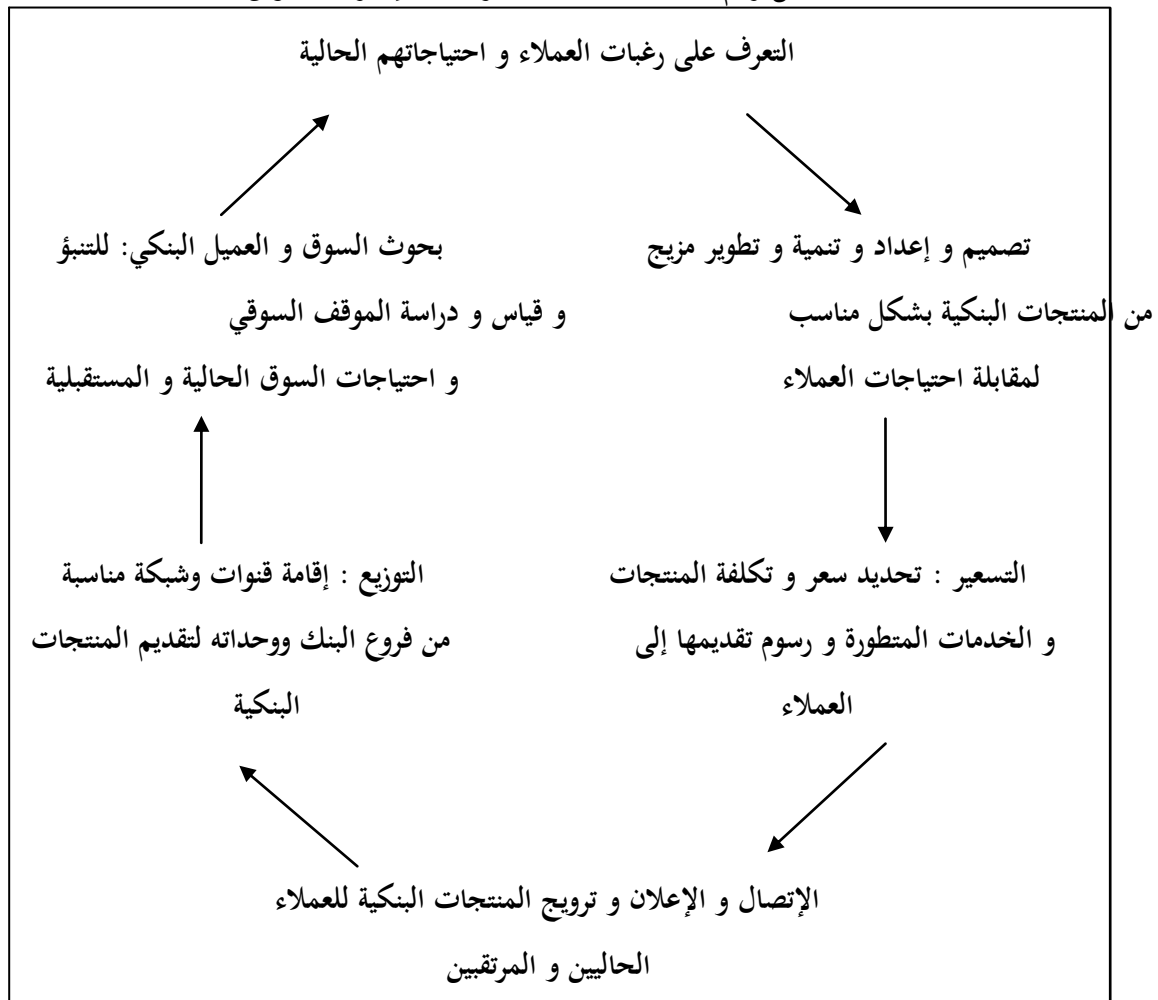 التعرف على رغبات العملاء و احتياجاتهم الحالية
تصميم و إعداد و تنمية و تطوير مزيج
من المنتجات البنكية بشكل مناسب
لمقابلة احتياجات العملاء
التسعير : تحديد سعر و تكلفة المنتجات
و الخدمات المتطورة و رسوم تقديمها إلى
العملاء
الإتصال و الإعلان و ترويج المنتجات البنكية للعملاء
الحاليين و المرتقبين
التوزيع : إقامة قنوات وشبكة مناسبة
من فروع البنك ووحداته لتقديم المنتجات
البنكية
بحوث السوق و العميل البنكي: للتنبؤ
و قياس و دراسة الموقف السوقي
و احتياجات السوق الحالية و المستقبلية